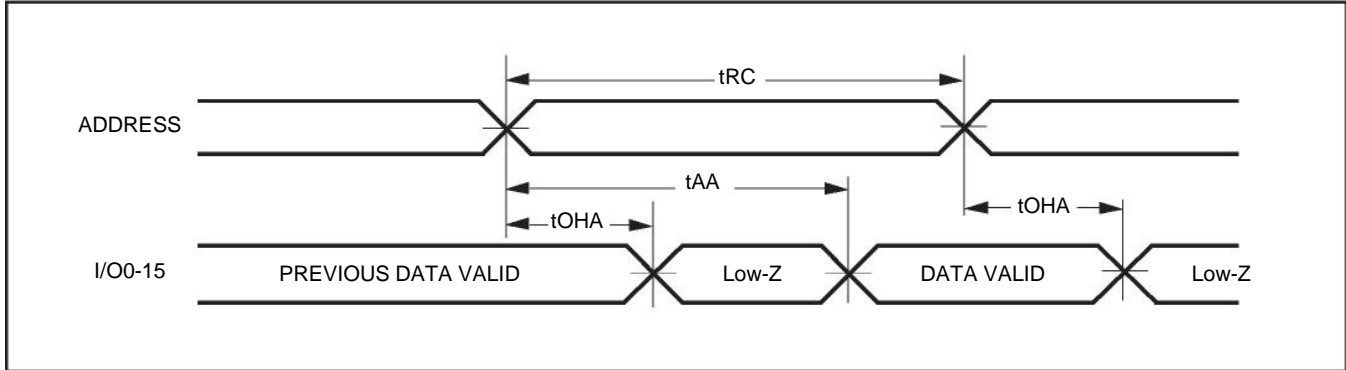 tRC
ADDRESS
tAA
tOHA
tOHA
I/O0-15
PREVIOUS DATA VALID
Low-Z
DATA VALID
Low-Z